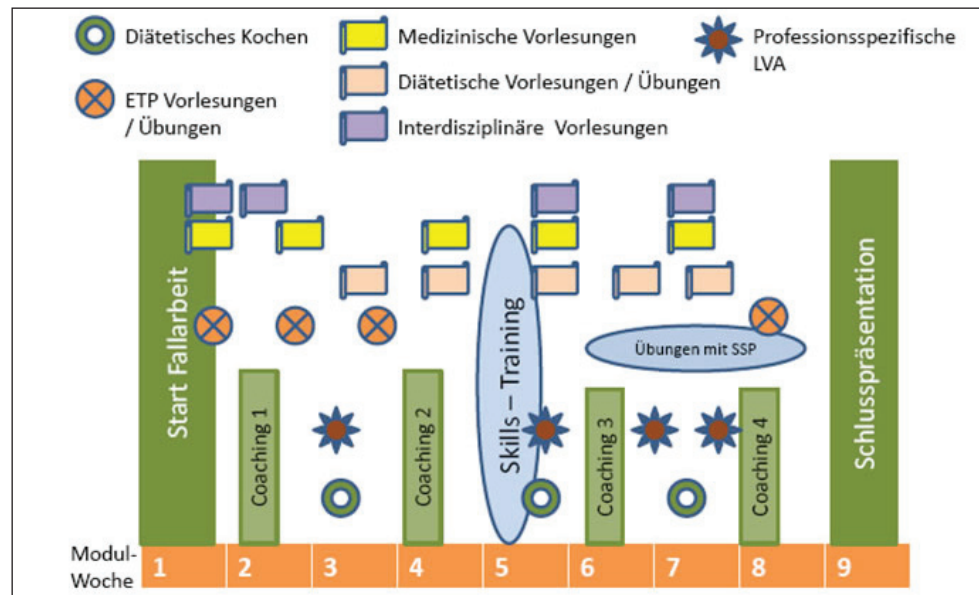 Diätetisches Kochen
ETP Vorlesungen
/ Übungen
Medizinische Vorlesungen
Diätetische Vorlesungen / Übungen
Interdisziplinäre Vorlesungen
Professionsspezifische
LVA
Start Fallarbeit
Coaching 1
Coaching 2
Skills – Training
Übungen mit SSP
Coaching 3
Coaching 4
Schlusspräsentation
Modul-
Woche
1 2 3 4 5 6 7 8 9